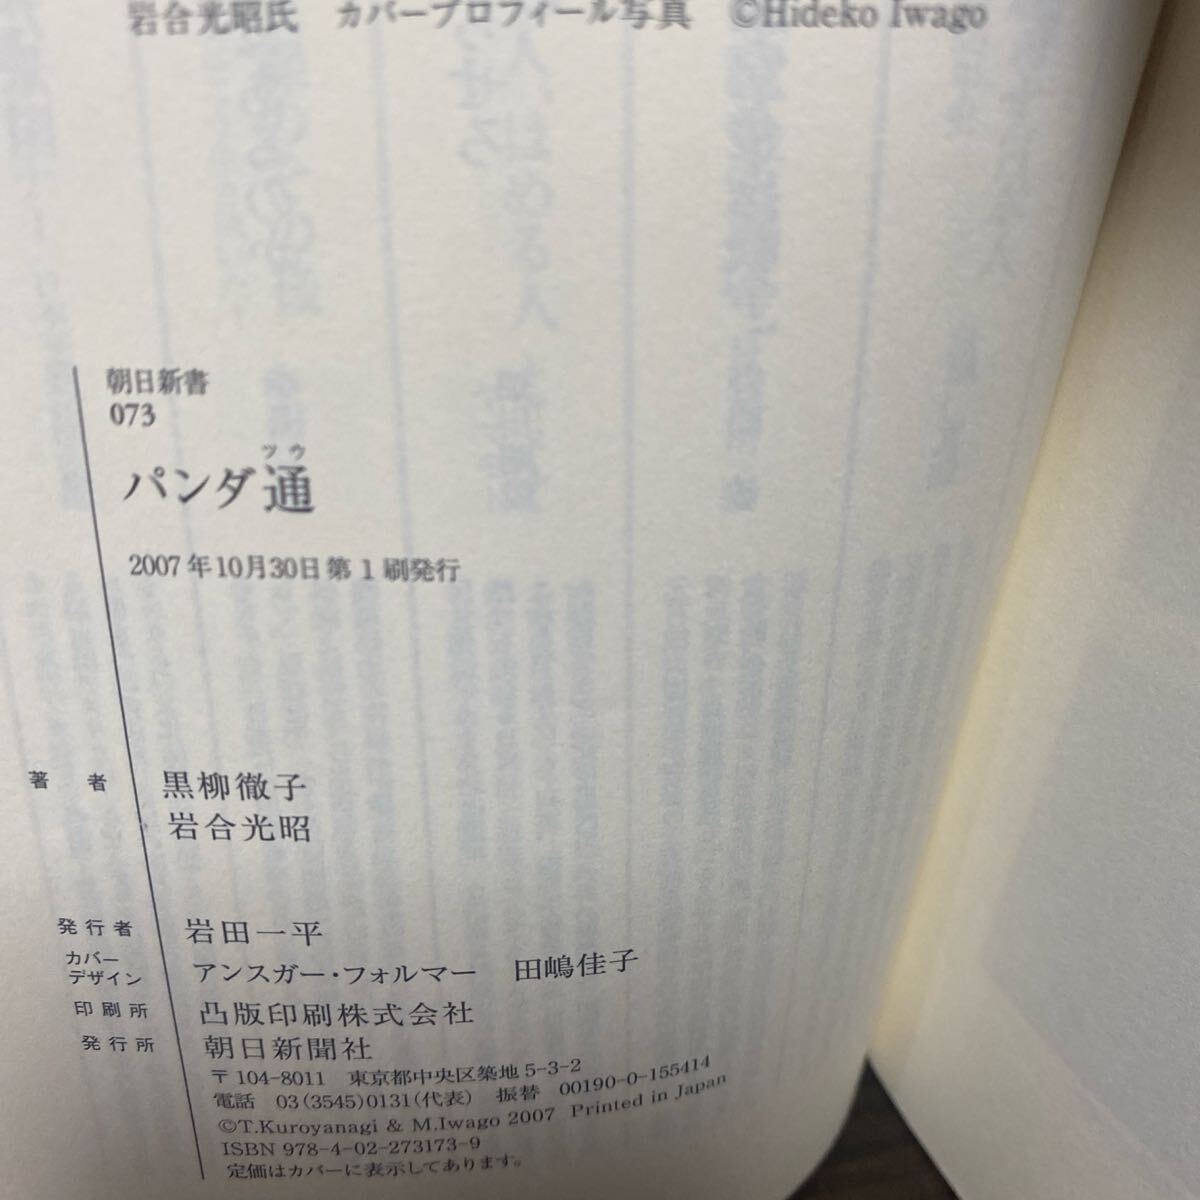 岩合光昭氏　カバープロフィール写真　©Hideko Iwago
朝日新書
073
ツウ
パンダ通
2007年10月30日第1刷発行
著者　黒柳徹子
岩合光昭
発行者　岩田一平
カバーデザイン　アンスガー・フォルマー　田嶋佳子
印刷所　凸版印刷株式会社
発行所　朝日新聞社
〒104-8011　東京都中央区築地5-3-2
電話　03(3545)0131(代表)　振替　00190-0-155414
©T.Kuroyanagi & M.Iwago 2007　Printed in Japan
ISBN 978-4-02-273173-9
定価はカバーに表示してあります。